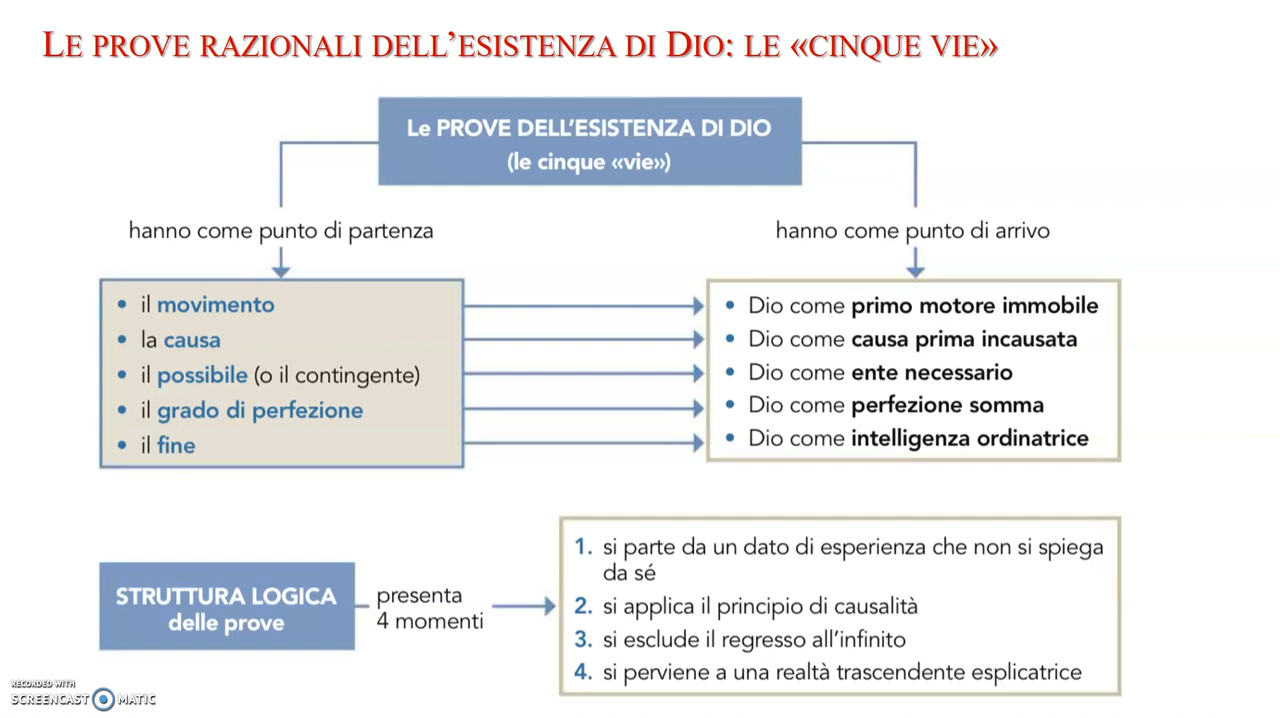 LE PROVE RAZIONALI DELL'ESISTENZA DI DIO: LE «CINQUE VIE»
Le PROVE DELL'ESISTENZA DI DIO
(le cinque «vie»)
hanno come punto di partenza
hanno come punto di arrivo
• il movimento
• la causa
• il possibile (o il contingente)
• il grado di perfezione
• il fine
• Dio come primo motore immobile
• Dio come causa prima incausata
• Dio come ente necessario
• Dio come perfezione somma
• Dio come intelligenza ordinatrice
STRUTTURA LOGICA
delle prove
presenta
4 momenti
1. si parte da un dato di esperienza che non si spiega
da sé
2. si applica il principio di causalità
3. si esclude il regresso all'infinito
4. si perviene a una realtà trascendente esplicatrice
RECORDED WITH
SCREENCAST MATIC